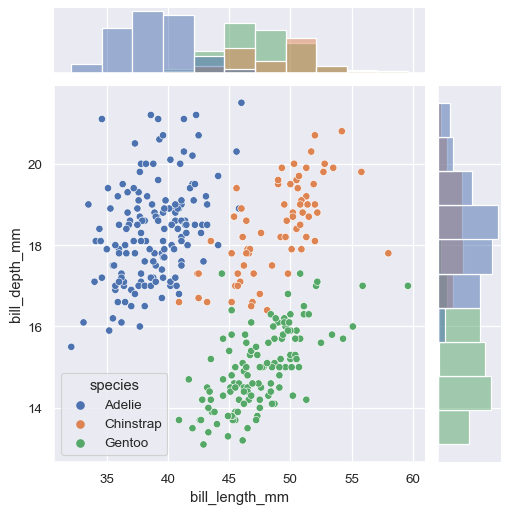 20
18
16
14
bill_depth_mm
species
Adelie
Chinstrap
Gentoo
35 40 45 50 55 60
bill_length_mm